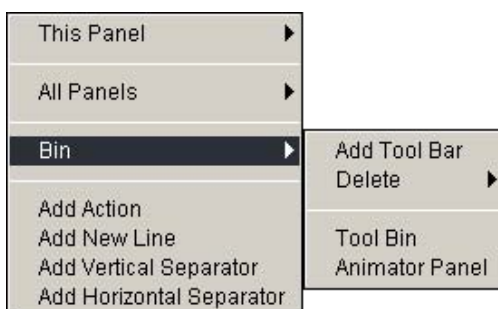 This Panel
All Panels
Bin
Add Action
Add New Line
Add Vertical Separator
Add Horizontal Separator
Add Tool Bar
Delete
Tool Bin
Animator Panel